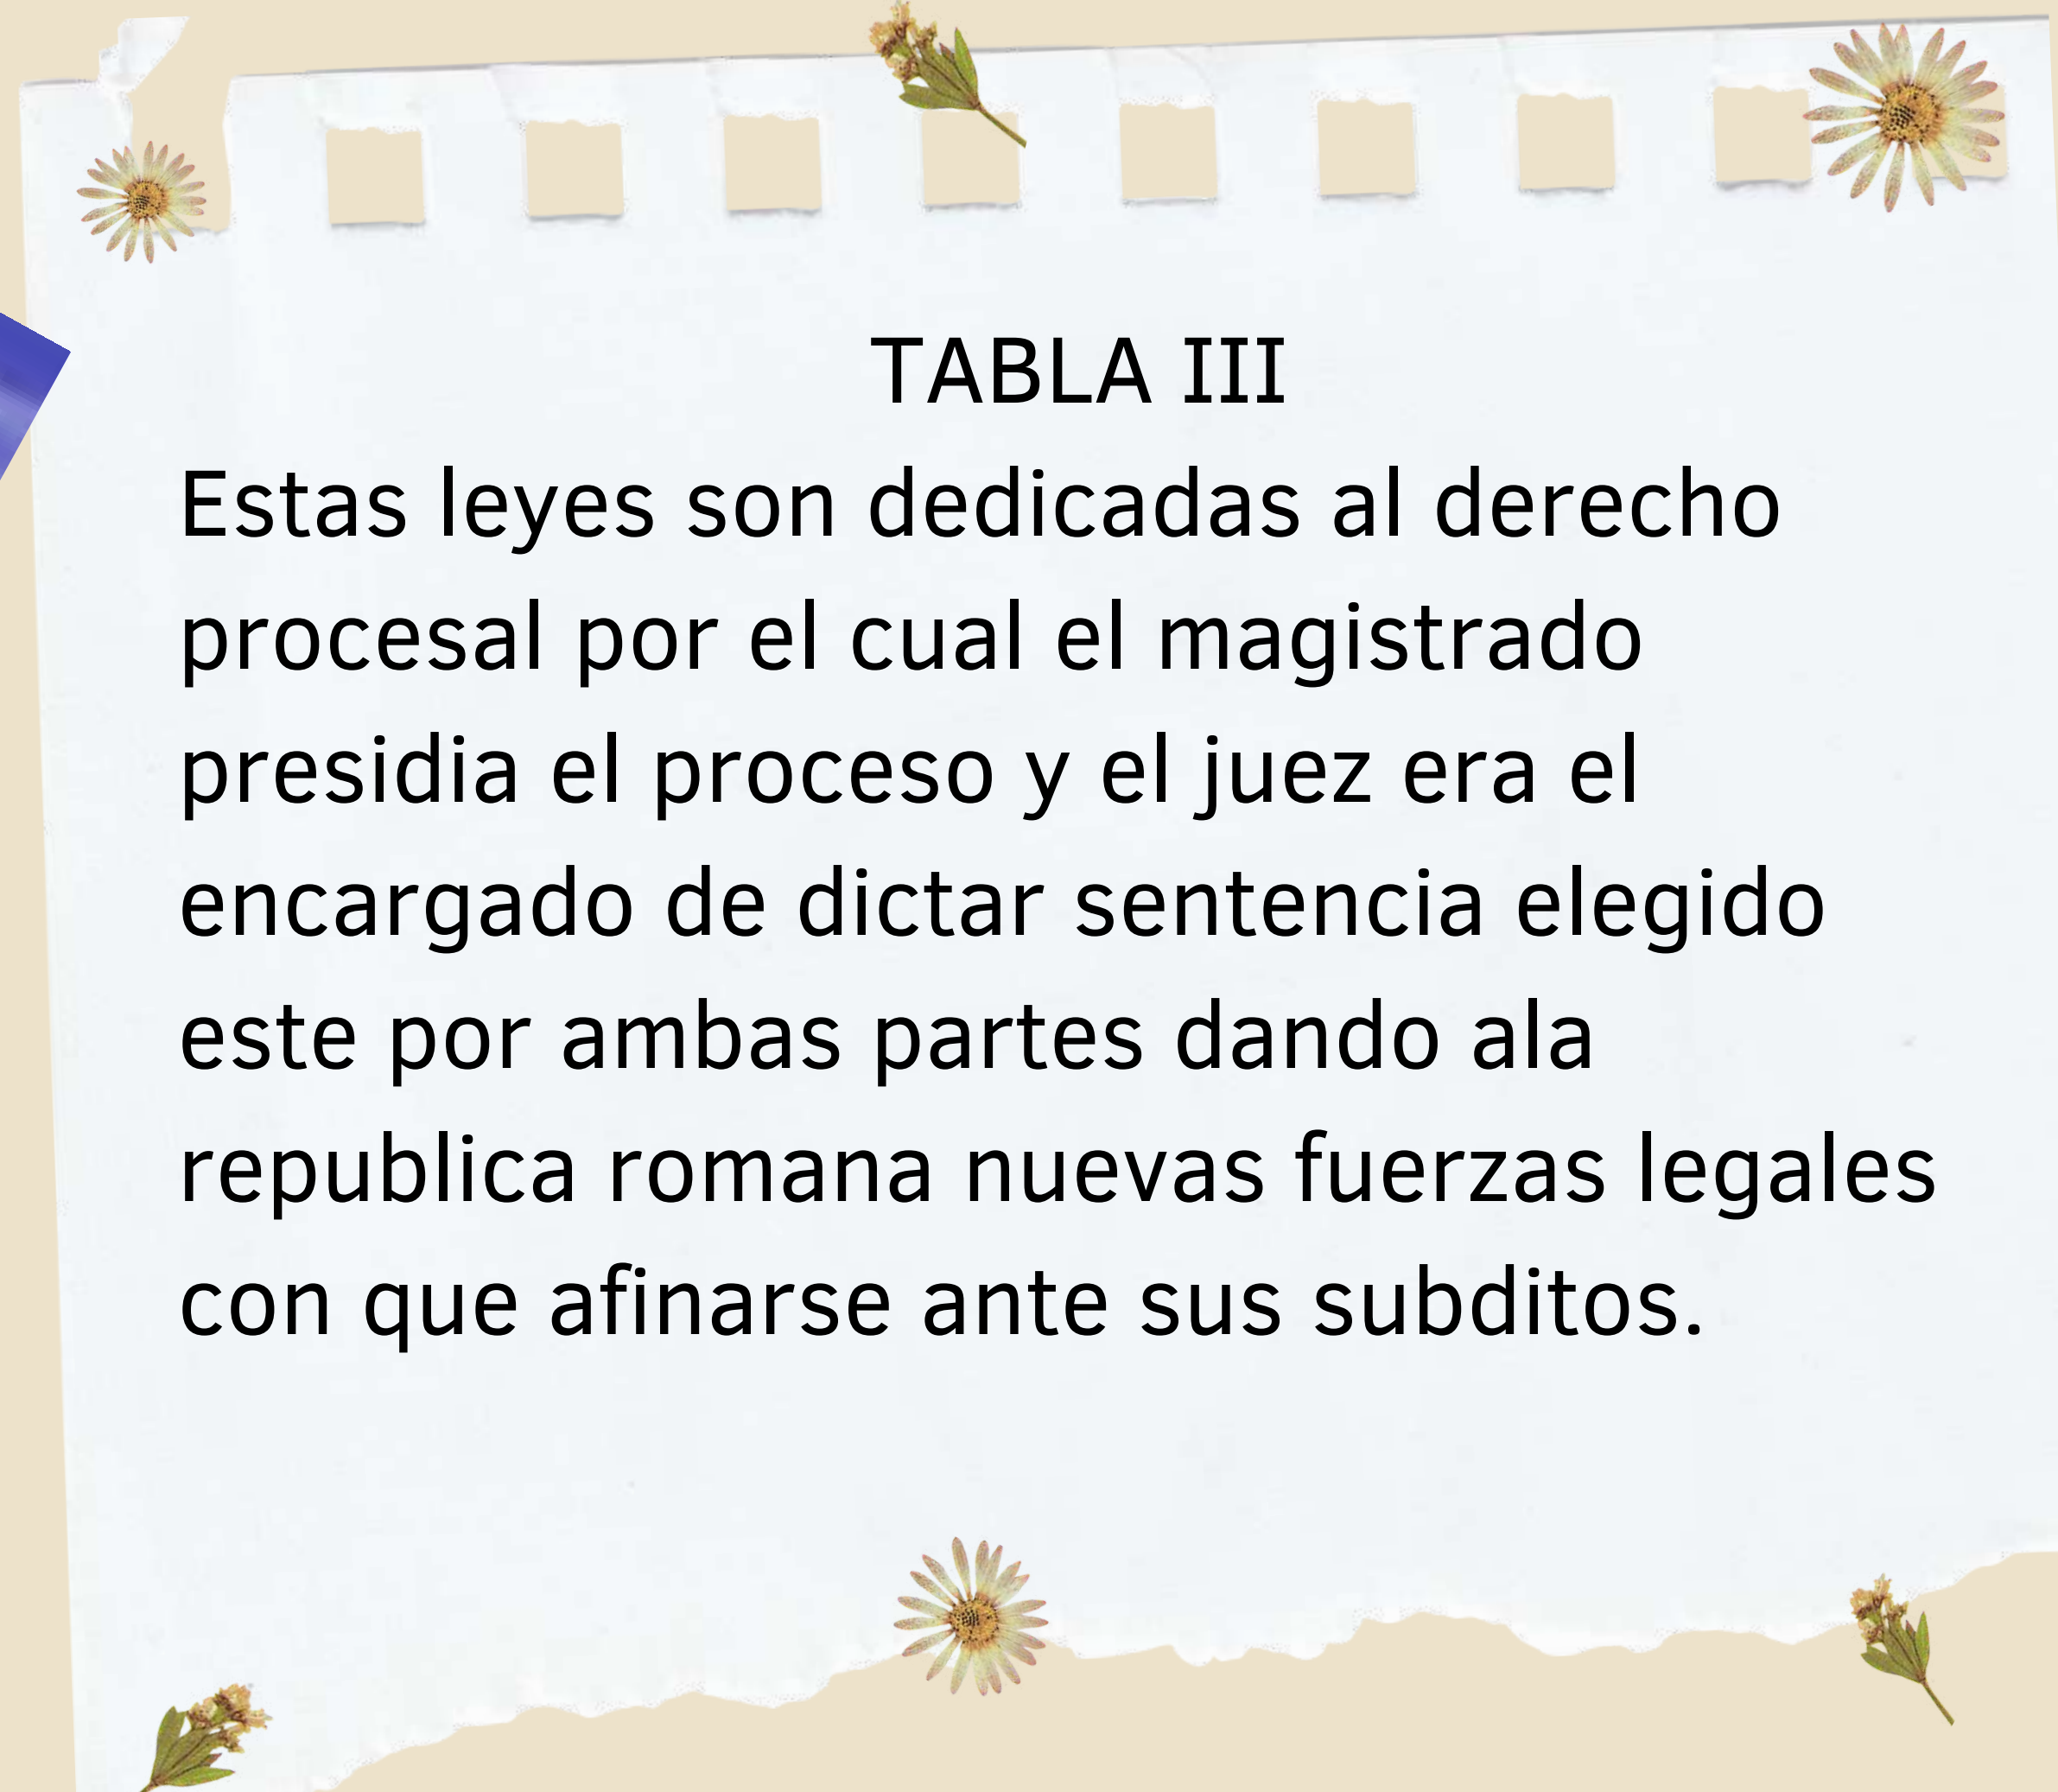 TABLA III
Estas leyes son dedicadas al derecho
procesal por el cual el magistrado
presidia el proceso y el juez era el
encargado de dictar sentencia elegido
este por ambas partes dando ala
republica romana nuevas fuerzas legales
con que afinarse ante sus subditos.